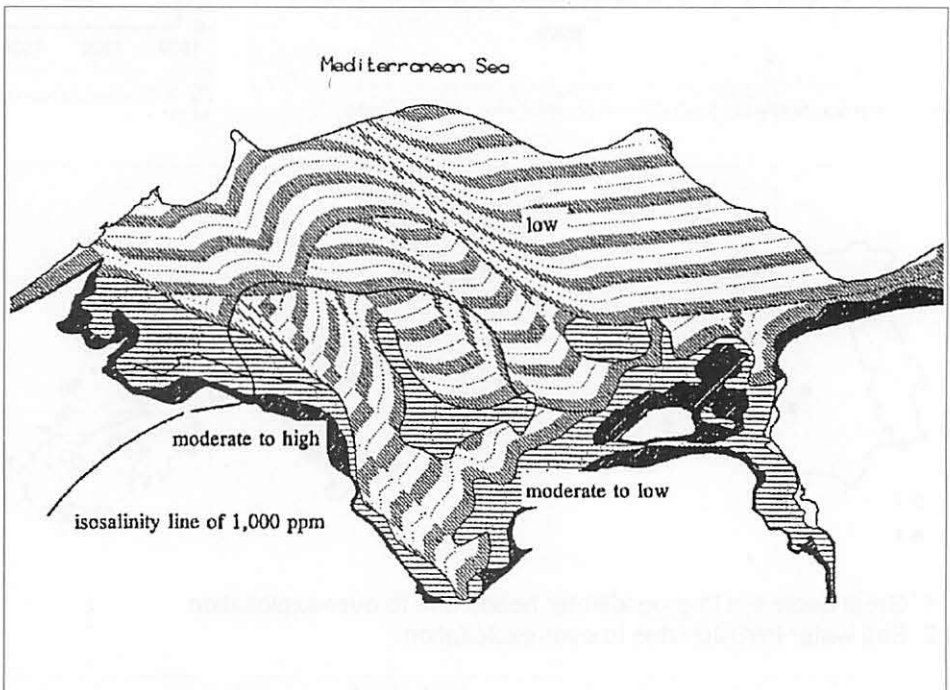 Mediterranean Sea
low
moderate to high
moderate to low
isosalinity line of 1,000 ppm